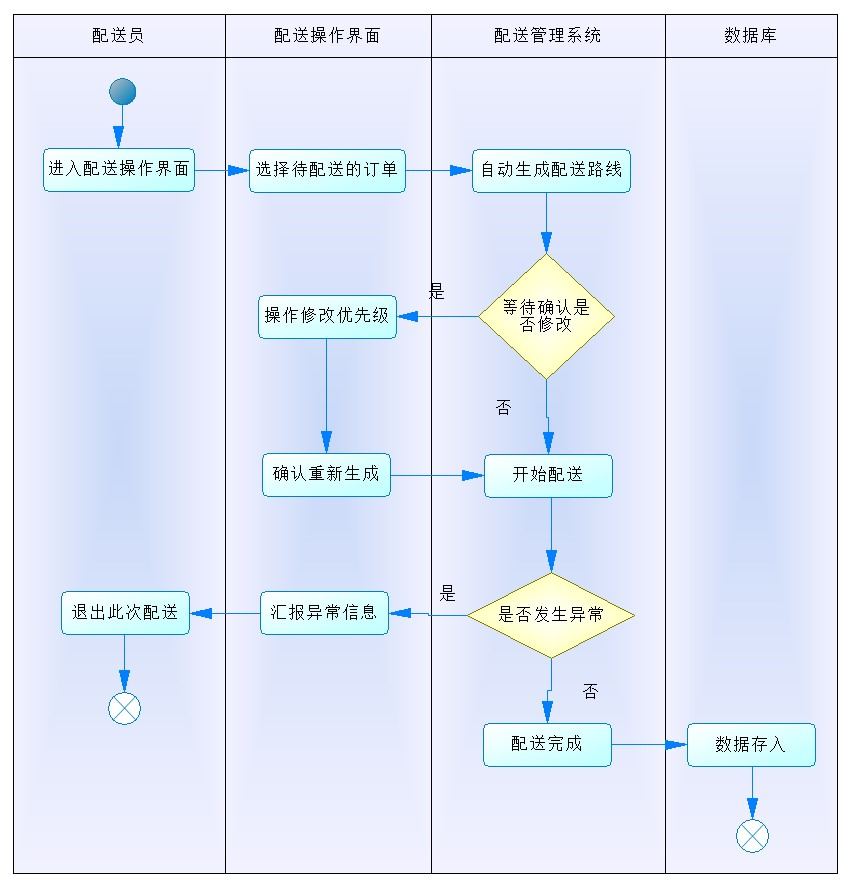 配送员
配送操作界面
配送管理系统
数据库
进入配送操作界面
选择待配送的订单
自动生成配送路线
是
操作修改优先级
等待确认是
否修改
否
确认重新生成
开始配送
是
退出此次配送
汇报异常信息
是否发生异常
否
配送完成
数据存入